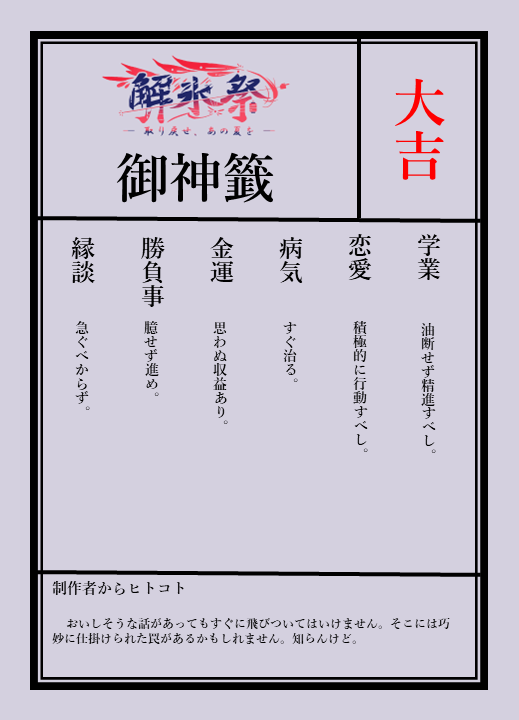 解氷祭
取り戻せ、あの夏を
御神籤
大吉
学業
油断せず精進すべし。
恋愛
積極的に行動すべし。
病気
すぐ治る。
金運
思わぬ収益あり。
勝負事
臆せず進め。
縁談
急ぐべからず。
制作者からヒトコト
おいしそうな話があってもすぐに飛びついてはいけません。そこには巧
妙に仕掛けられた罠があるかもしれません。知らんけど。